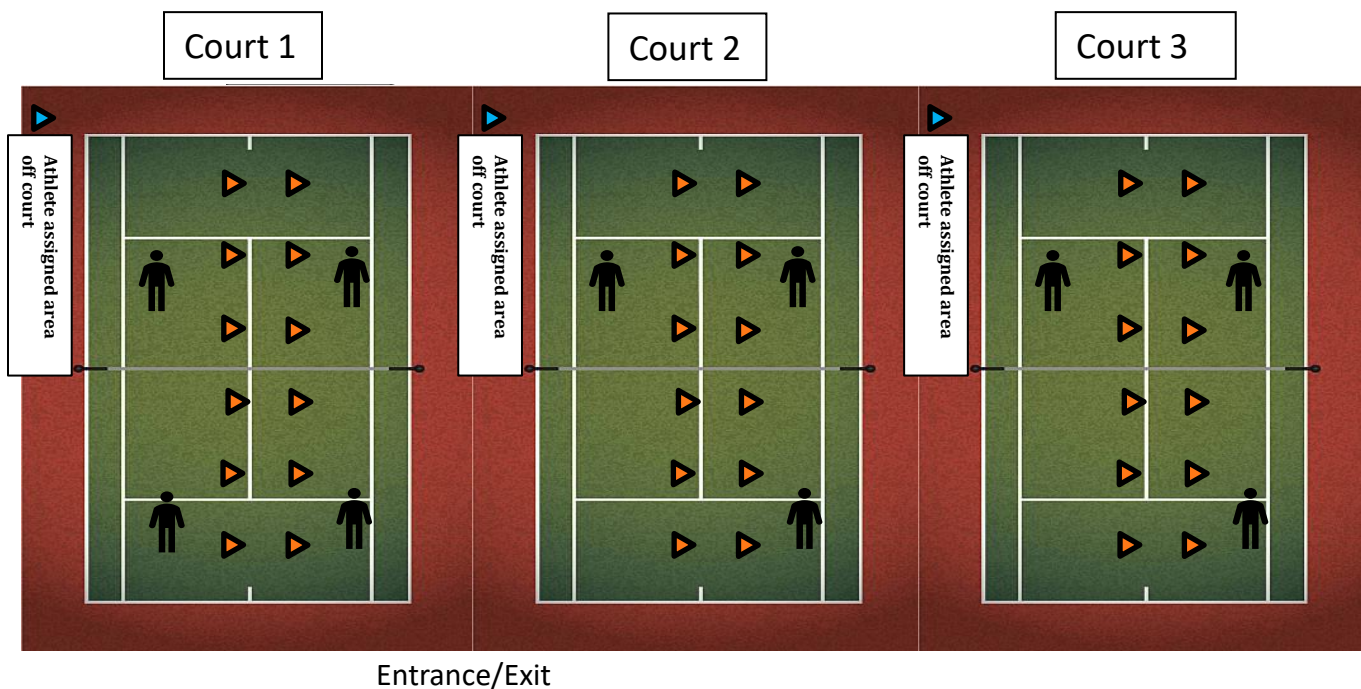 Court 1
Court 2
Court 3
Athlete assigned area
off court
Athlete assigned area
off court
Athlete assigned area
off court
Entrance/Exit